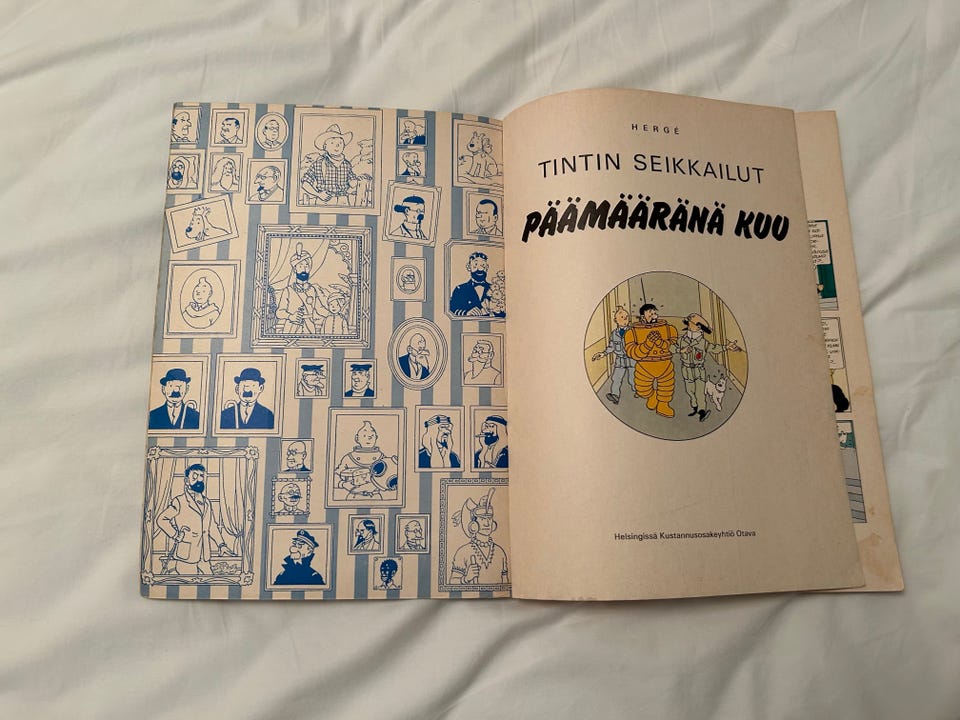 HERGÉ
TINTIN SEIKKAILUT
PÄÄMÄÄRÄNÄ KUU
Helsingissä Kustannusosakeyhtiö Otava